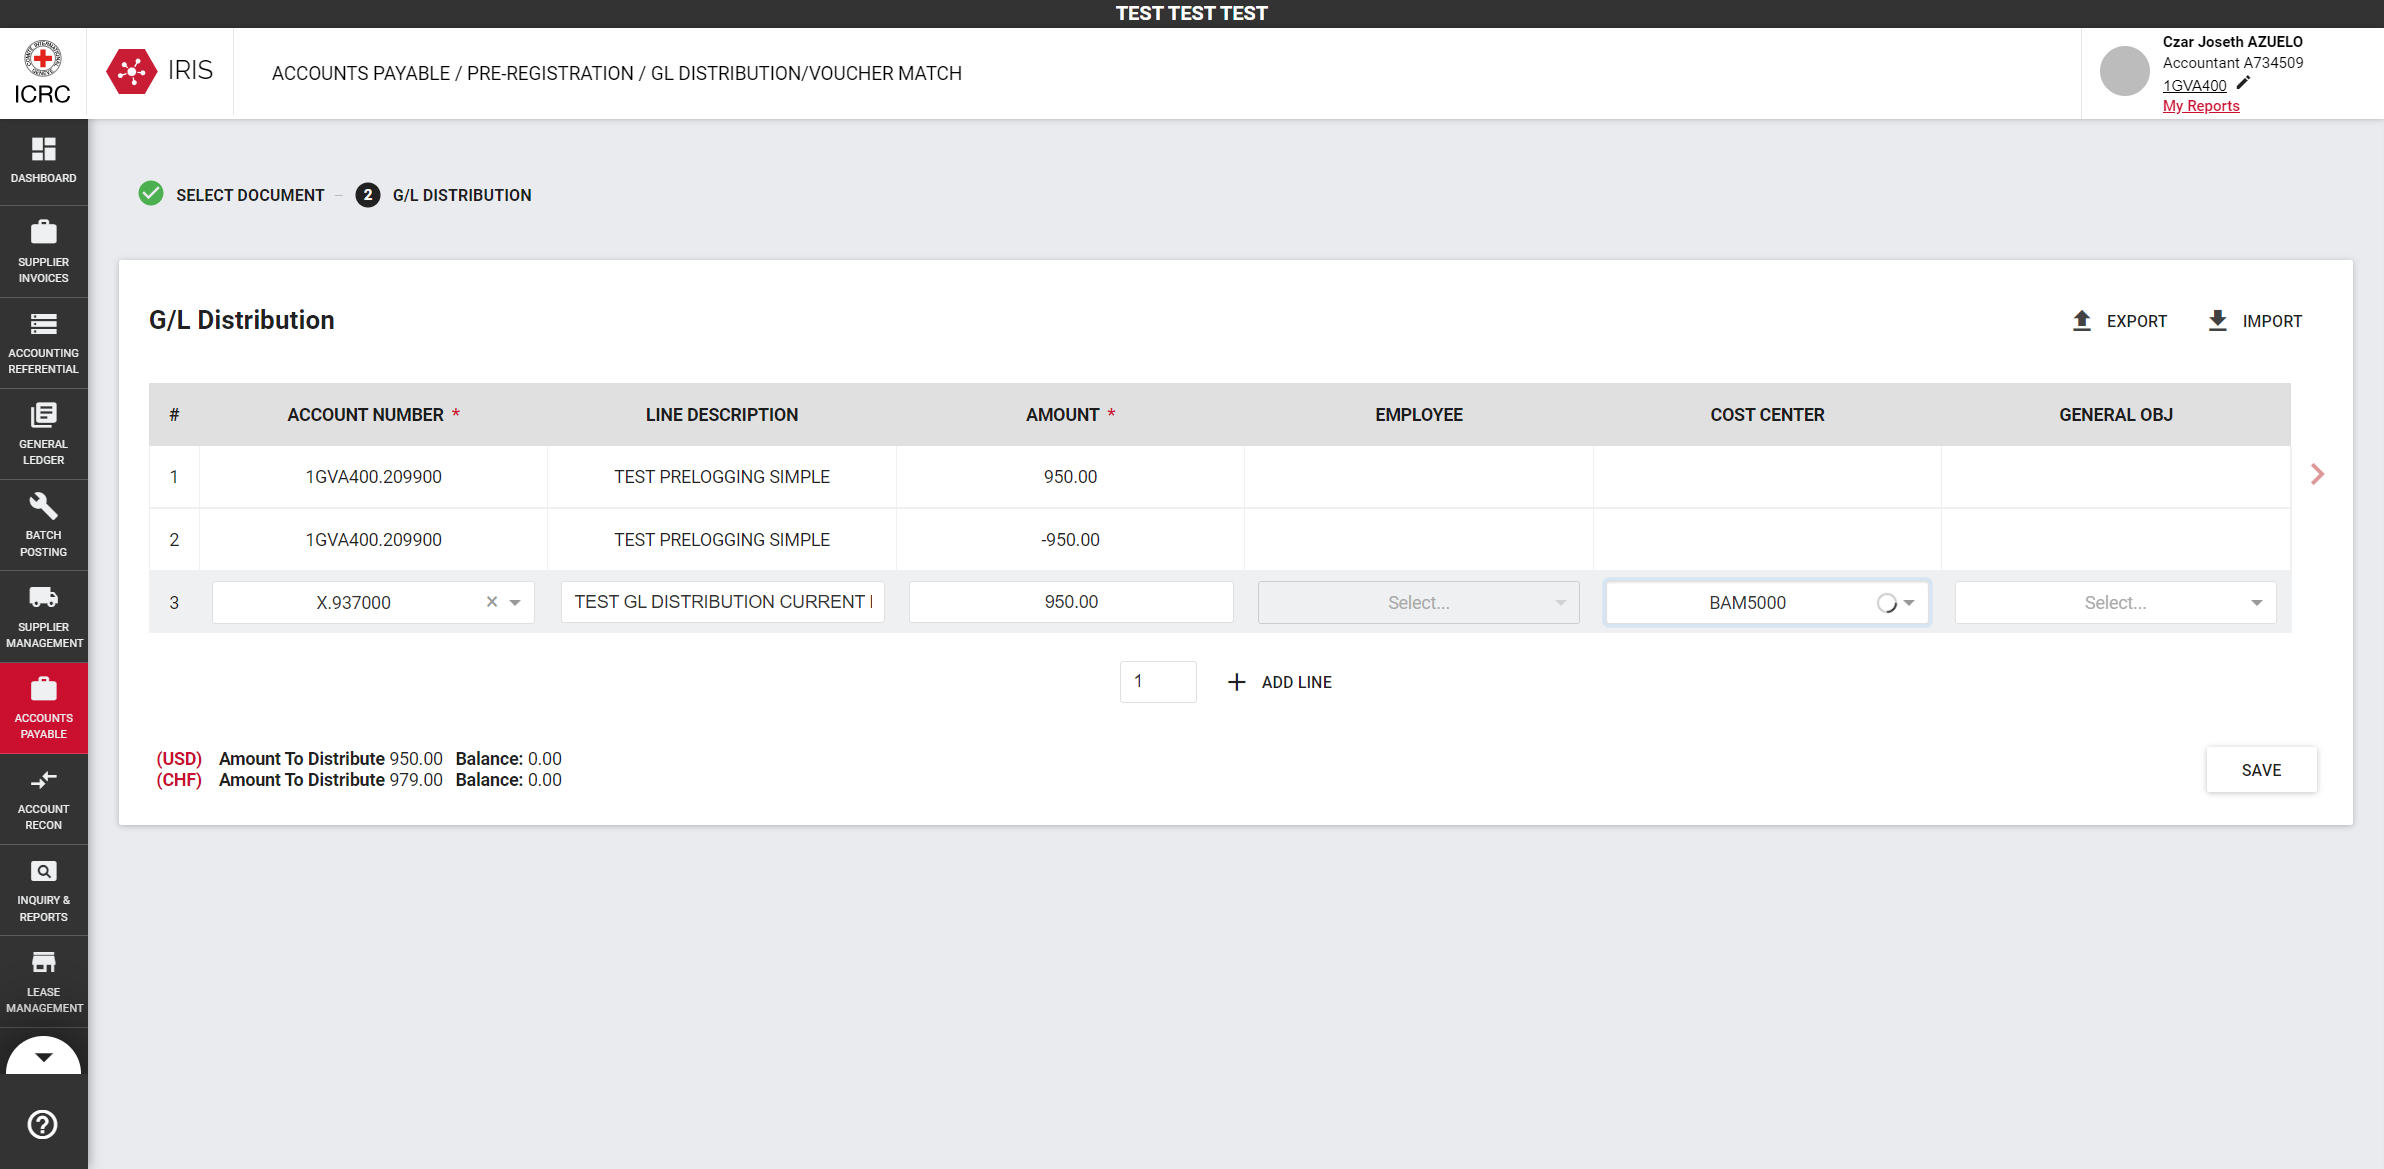 TEST TEST TEST
ICRC
IRIS
ACCOUNTS PAYABLE / PRE-REGISTRATION / GL DISTRIBUTION/VOUCHER MATCH
Czar Joseth AZUELO
Accountant A734509
1GVA400
My Reports
DASHBOARD
SUPPLIER
INVOICES
ACCOUNTING
REFERENTIAL
GENERAL
LEDGER
BATCH
POSTING
SUPPLIER
MANAGEMENT
ACCOUNTS
PAYABLE
ACCOUNT
RECON
INQUIRY &
REPORTS
LEASE
MANAGEMENT
SELECT DOCUMENT – 2 G/L DISTRIBUTION
G/L Distribution
EXPORT IMPORT
# ACCOUNT NUMBER * LINE DESCRIPTION AMOUNT * EMPLOYEE COST CENTER GENERAL OBJ
1 1GVA400.209900 TEST PRELOGGING SIMPLE 950.00
2 1GVA400.209900 TEST PRELOGGING SIMPLE -950.00
3 X.937000 TEST GL DISTRIBUTION CURRENT 950.00 Select... BAM5000 Select...
1 + ADD LINE
(USD) Amount To Distribute 950.00 Balance: 0.00
(CHF) Amount To Distribute 979.00 Balance: 0.00
SAVE